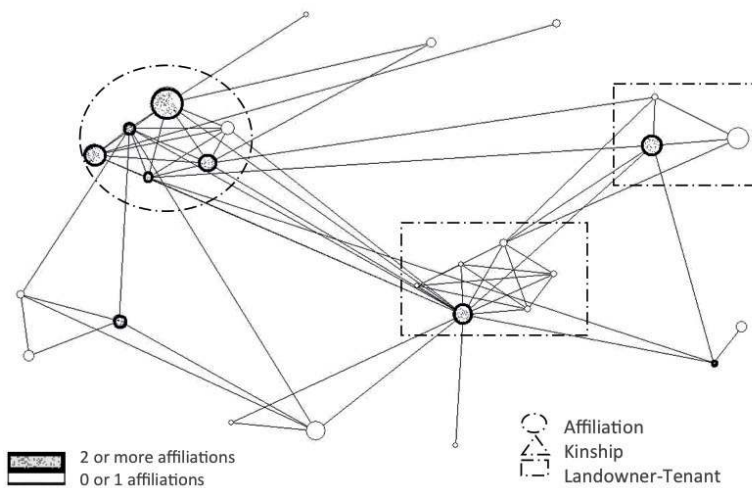 2 or more affiliations
0 or 1 affiliations
Affiliation
Kinship
Landowner-Tenant